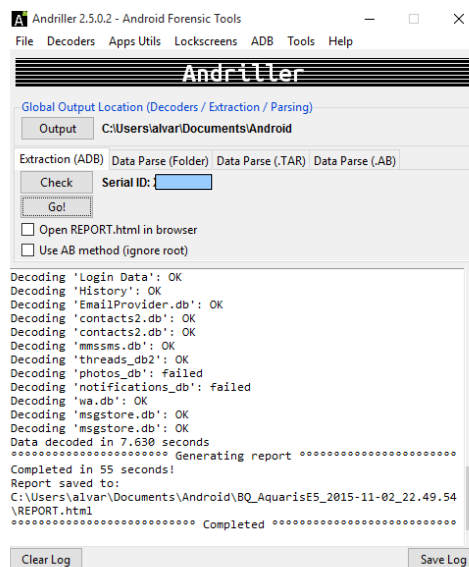 Andriller 2.5.0.2 - Android Forensic Tools
File Decoders Apps Utils Lockscreens ADB Tools Help
Andriller
Global Output Location (Decoders / Extraction / Parsing)
Output C:\Users\alvar\Documents\Android
Extraction (ADB) Data Parse (Folder) Data Parse (.TAR) Data Parse (.AB)
Check Serial ID:
Go!
Open REPORT.html in browser
Use AB method (ignore root)
Decoding 'Login Data': OK
Decoding 'History': OK
Decoding 'EmailProvider.db': OK
Decoding 'contacts2.db': OK
Decoding 'contacts2.db': OK
Decoding 'mmssms.db': OK
Decoding 'threads_db2': OK
Decoding 'photos_db': failed
Decoding 'notifications_db': failed
Decoding 'wa.db': OK
Decoding 'msgstore.db': OK
Decoding 'msgstore.db': OK
Data decoded in 7.630 seconds
°°°°°°°°°°°°°°°°°°°°°°° Generating report °°°°°°°°°°°°°°°°°°°°°°°
Completed in 55 seconds!
Report saved to:
C:\Users\alvar\Documents\Android\BQ_AquarisE5_2015-11-02_22.49.54
\REPORT.html
°°°°°°°°°°°°°°°°°°°°°°°°°°° Completed °°°°°°°°°°°°°°°°°°°°°°°°°°°
Clear Log Save Log